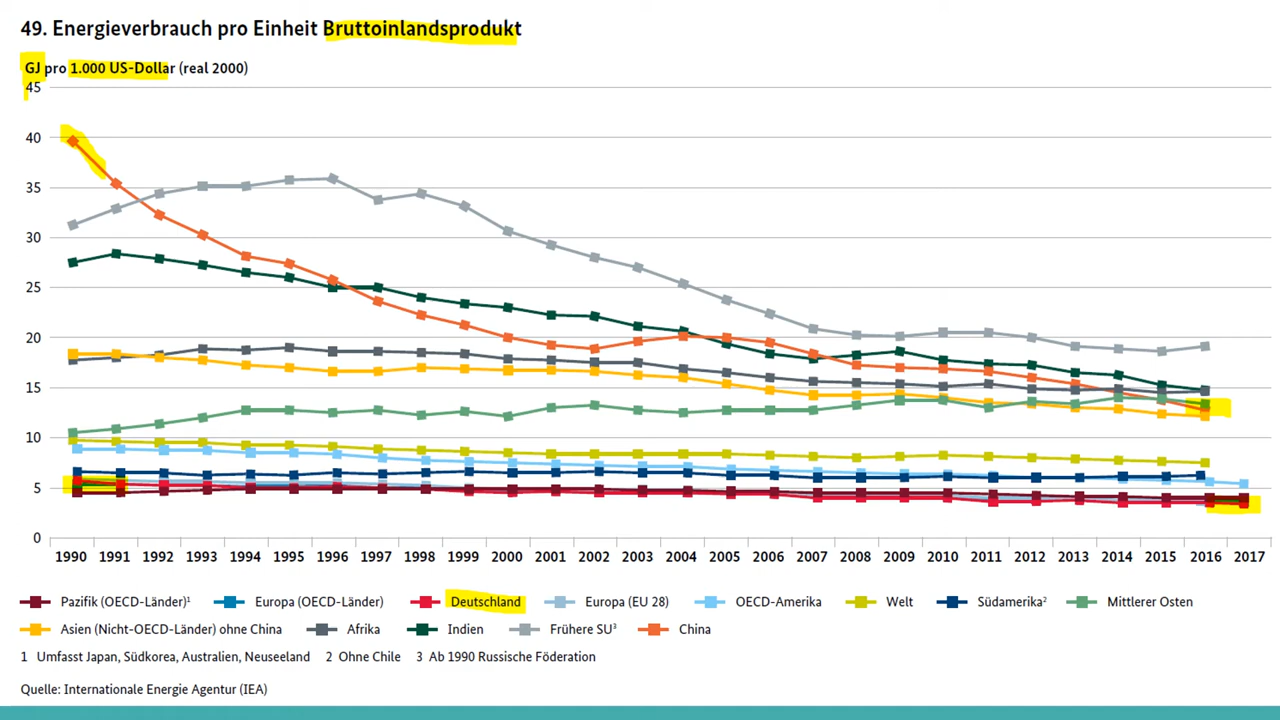 49. Energieverbrauch pro Einheit Bruttoinlandsprodukt
GJ pro 1.000 US-Dollar (real 2000)
45
40
35
30
25
20
15
10
5
0
1990 1991 1992 1993 1994 1995 1996 1997 1998 1999 2000 2001 2002 2003 2004 2005 2006 2007 2008 2009 2010 2011 2012 2013 2014 2015 2016 2017
Pazifik (OECD-Länder)¹ Europa (OECD-Länder) Deutschland Europa (EU 28) OECD-Amerika Welt Südamerika² Mittlerer Osten
Asien (Nicht-OECD-Länder) ohne China Afrika Indien Frühere SU³ China
1 Umfasst Japan, Südkorea, Australien, Neuseeland 2 Ohne Chile 3 Ab 1990 Russische Föderation
Quelle: Internationale Energie Agentur (IEA)